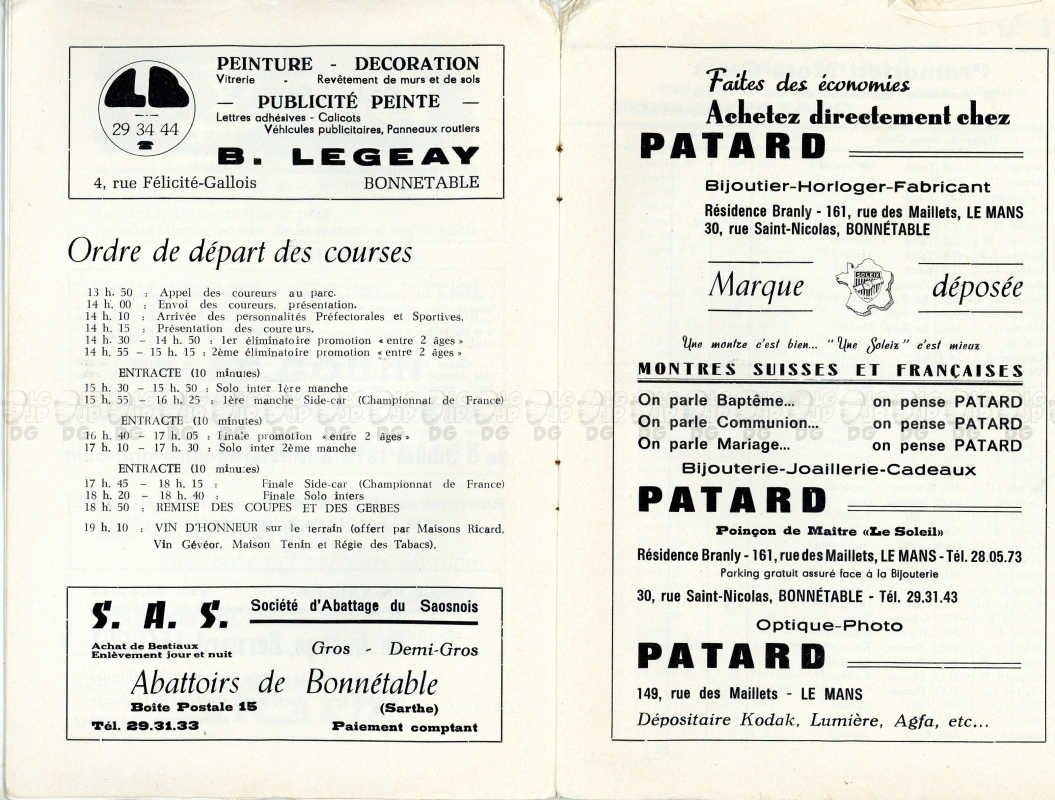 PEINTURE - DECORATION
Vitrerie - Revêtement de murs et de sols
— PUBLICITÉ PEINTE —
Lettres adhésives - Calicots
Véhicules publicitaires, Panneaux routiers
LB
29 34 44
B. LEGEAY
4, rue Félicité-Gallois BONNETABLE
Ordre de départ des courses
13 h. 50 : Appel des coureurs au parc.
14 h. 00 : Envoi des coureurs, présentation.
14 h. 10 : Arrivée des personnalités Préfectorales et Sportives.
14 h. 15 : Présentation des coureurs.
14 h. 30 — 14 h. 50 : 1er éliminatoire promotion « entre 2 âges »
14 h. 55 - 15 h. 15 : 2ème éliminatoire promotion « entre 2 âges »
ENTRACTE (10 minutes)
15 h. 30 — 15 h. 50 : Solo inter 1ère manche
15 h. 55 — 16 h. 25 : 1ère manche Side-car (Championnat de France)
ENTRACTE (10 minutes)
16 h. 40 — 17 h. 05 : finale promotion « entre 2 âges »
17 h. 10 — 17 h. 30 : Solo inter 2ème manche
ENTRACTE (10 minutes)
17 h. 45 — 18 h. 15 : Finale Side-car (Championnat de France)
18 h. 20 — 18 h. 40 : Finale Solo inters
18 h. 50 : REMISE DES COUPES ET DES GERBES
19 h. 10 : VIN D'HONNEUR sur le terrain (offert par Maisons Ricard,
Vin Gévéor, Maison Tenin et Régie des Tabacs).
S. A. S. Société d'Abattage du Saosnois
Achat de Bestiaux
Enlèvement jour et nuit
Gros - Demi-Gros
Abattoirs de Bonnétable
Boîte Postale 15 (Sarthe)
Tél. 29.31.33 Paiement comptant
Faites des économies
Achetez directement chez
PATARD
Bijoutier-Horloger-Fabricant
Résidence Branly - 161, rue des Maillets, LE MANS
30, rue Saint-Nicolas, BONNÉTABLE
Marque SOLEIX déposée
Une montre c'est bien... "Une Soleix" c'est mieux
MONTRES SUISSES ET FRANÇAISES
On parle Baptême... on pense PATARD
On parle Communion... on pense PATARD
On parle Mariage... on pense PATARD
Bijouterie-Joaillerie-Cadeaux
PATARD
Poinçon de Maître «Le Soleil»
Résidence Branly - 161, rue des Maillets, LE MANS - Tél. 28.05.73
Parking gratuit assuré face à la Bijouterie
30, rue Saint-Nicolas, BONNÉTABLE - Tél. 29.31.43
Optique-Photo
PATARD
149, rue des Maillets - LE MANS
Dépositaire Kodak, Lumière, Agfa, etc...